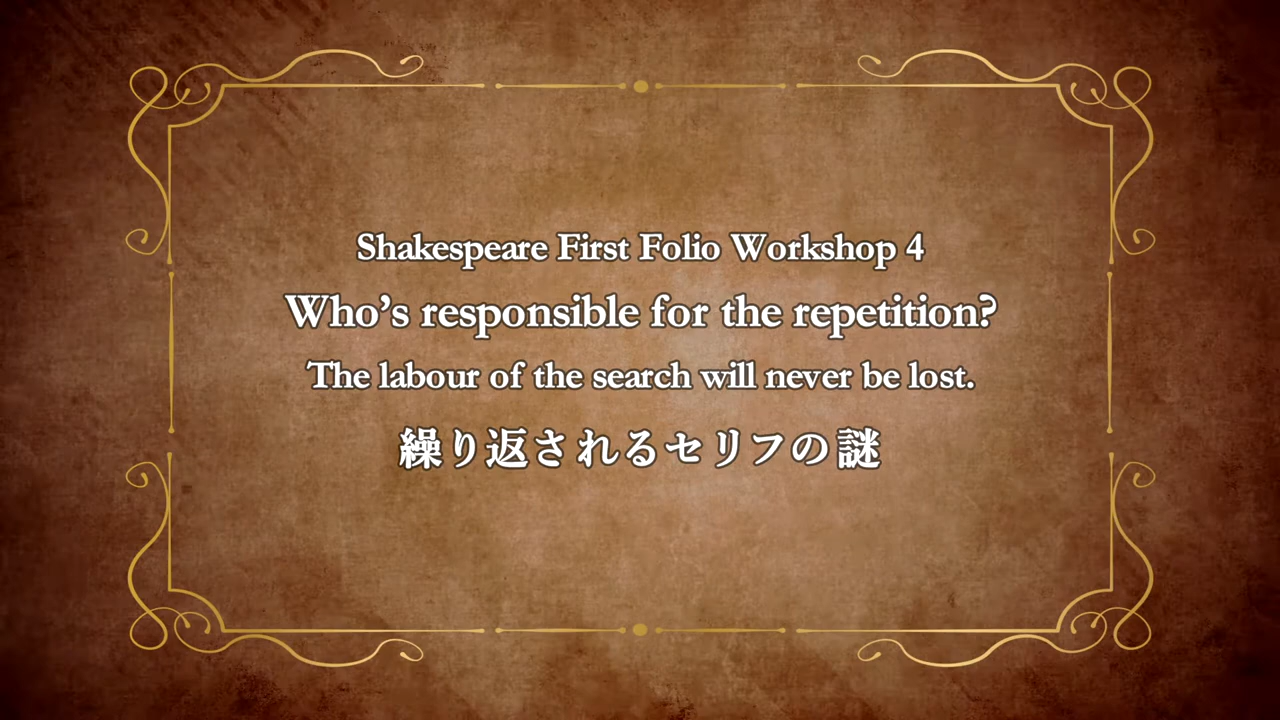 Shakespeare First Folio Workshop 4
Who’s responsible for the repetition?
The labour of the search will never be lost.
繰り返されるセリフの謎